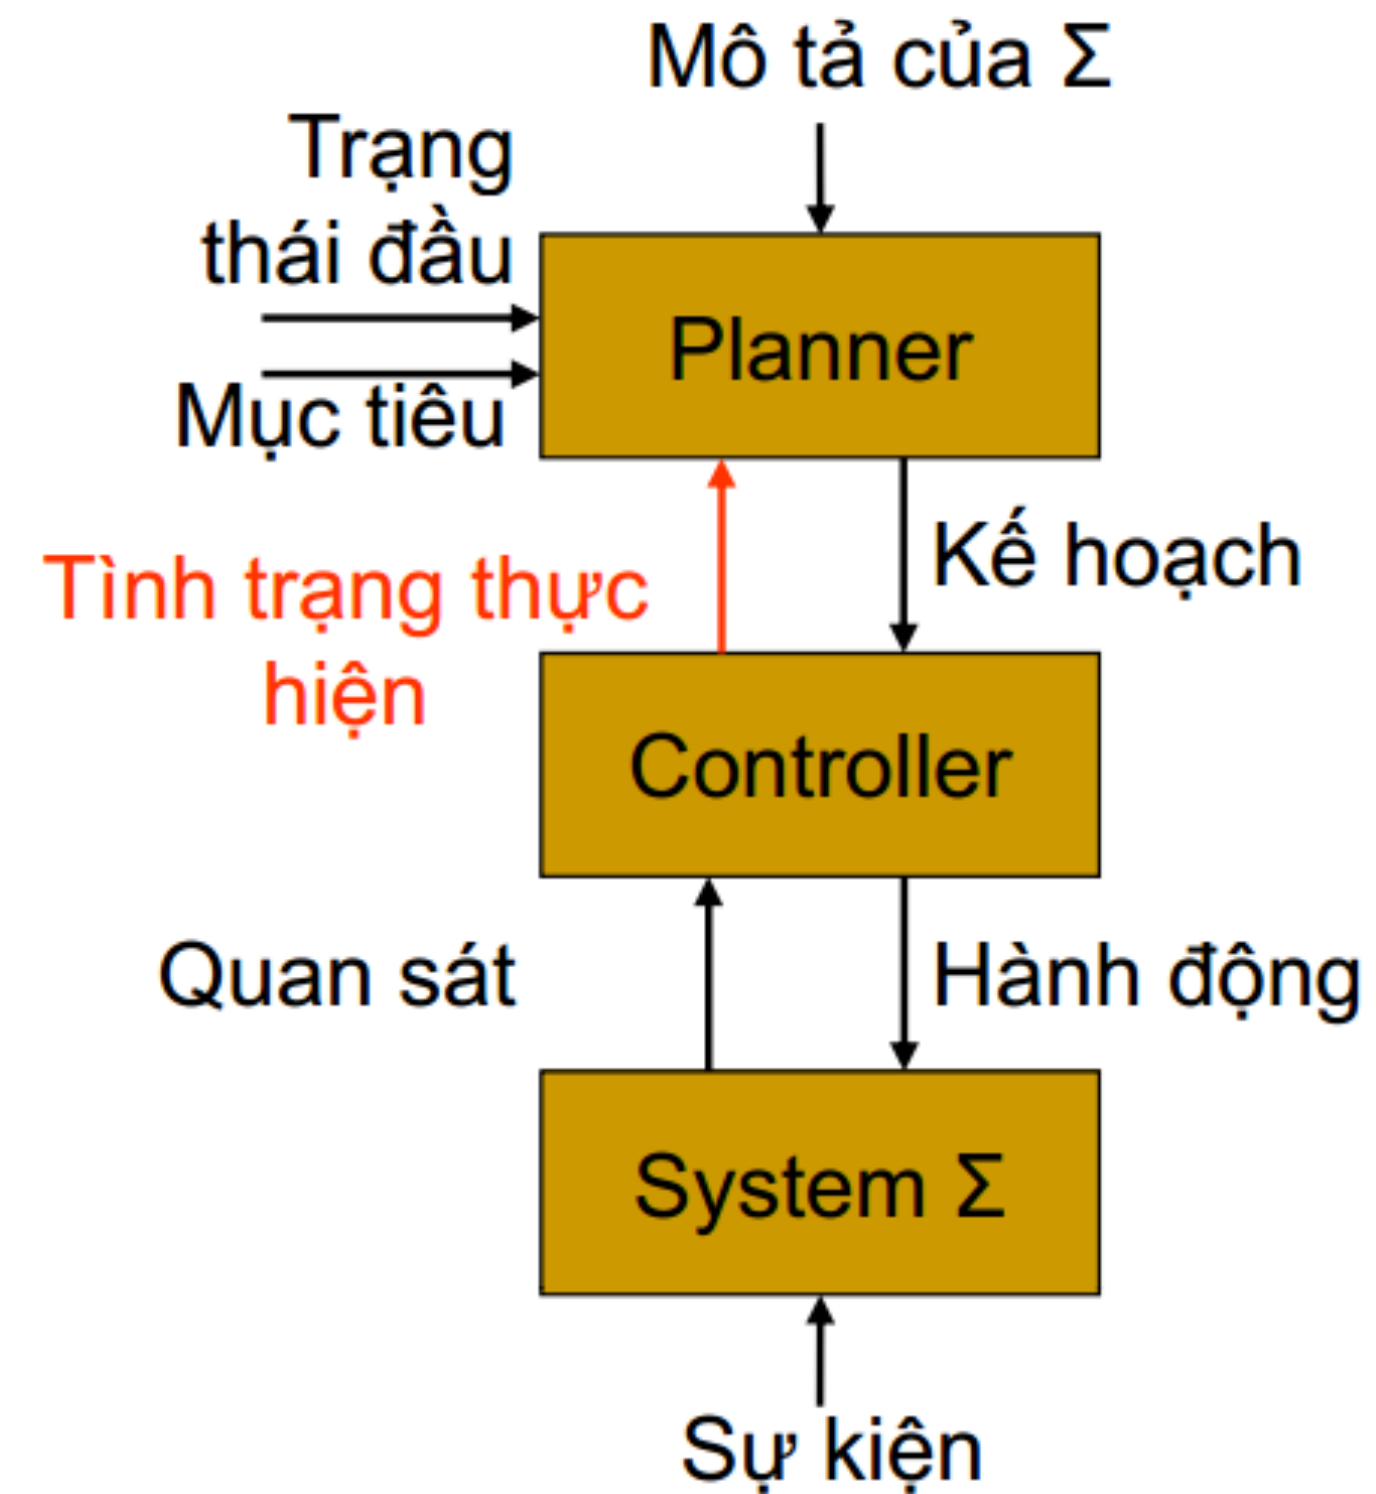 Mô tả của Σ
Trạng
thái đầu
Planner
Mục tiêu
Kế hoạch
Tình trạng thực
hiện
Controller
Quan sát
Hành động
System Σ
Sự kiện